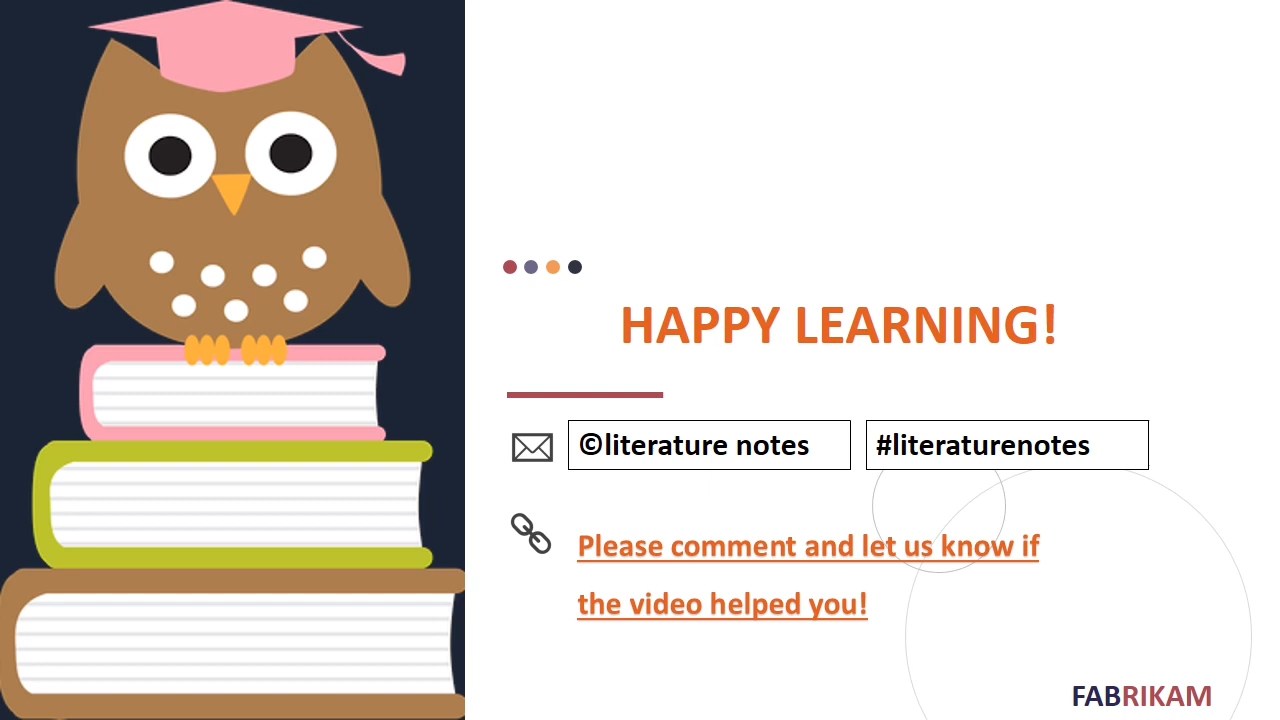 HAPPY LEARNING!
©literature notes
#literaturenotes
Please comment and let us know if
the video helped you!
FABRIKAM